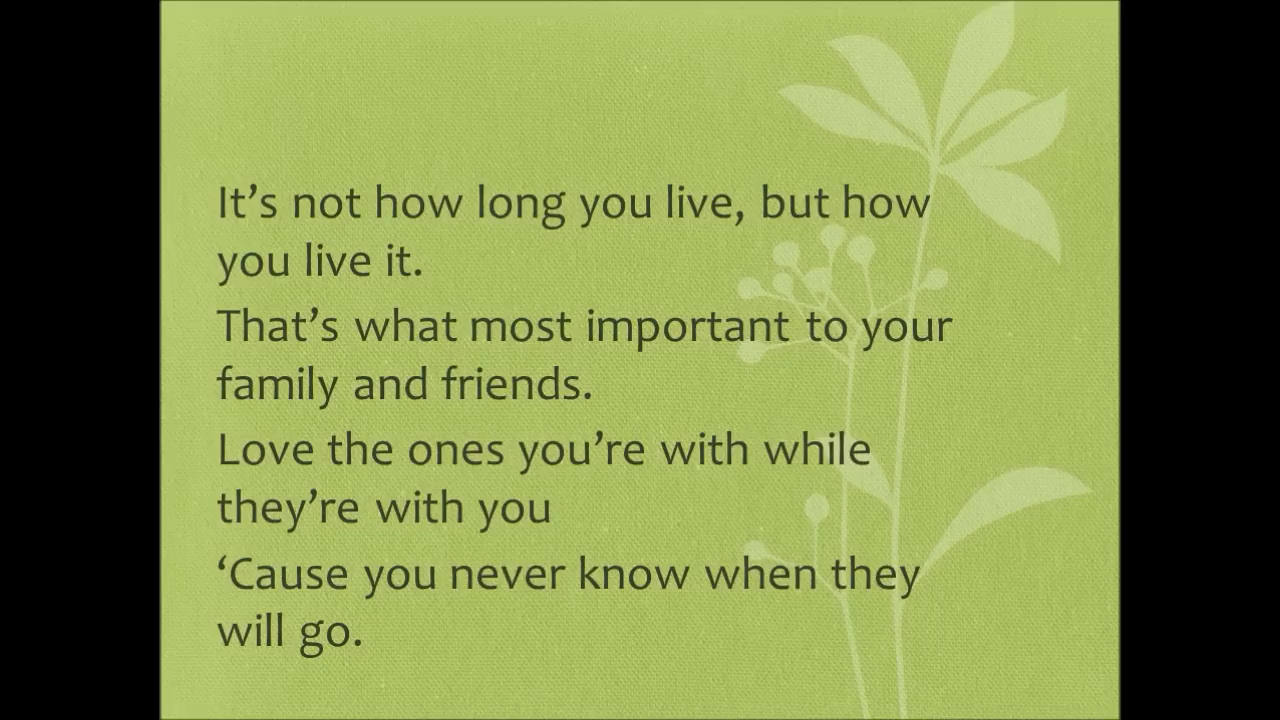 It’s not how long you live, but how
you live it.
That’s what most important to your
family and friends.
Love the ones you’re with while
they’re with you
‘Cause you never know when they
will go.